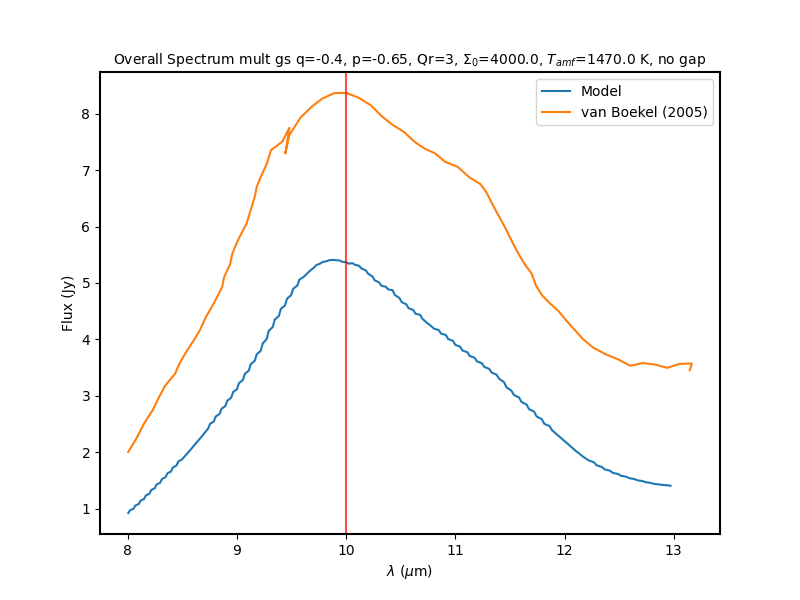 Overall Spectrum mult gs q=-0.4, p=-0.65, Qr=3, Σ₀=4000.0, T_amf=1470.0 K, no gap
Model
van Boekel (2005)
8
7
6
5
4
3
2
1
Flux (Jy)
8 9 10 11 12 13
λ (μm)